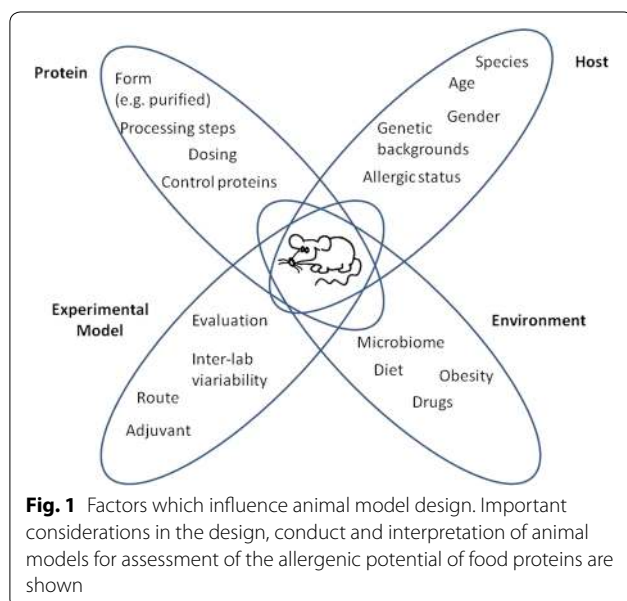 Protein
Form
(e.g. purified)
Processing steps
Dosing
Control proteins
Host
Species
Age
Gender
Genetic
backgrounds
Allergic status
Experimental
Model
Evaluation
Inter-lab
viariability
Route
Adjuvant
Environment
Microbiome
Diet
Obesity
Drugs
Fig. 1 Factors which influence animal model design. Important
considerations in the design, conduct and interpretation of animal
models for assessment of the allergenic potential of food proteins are
shown